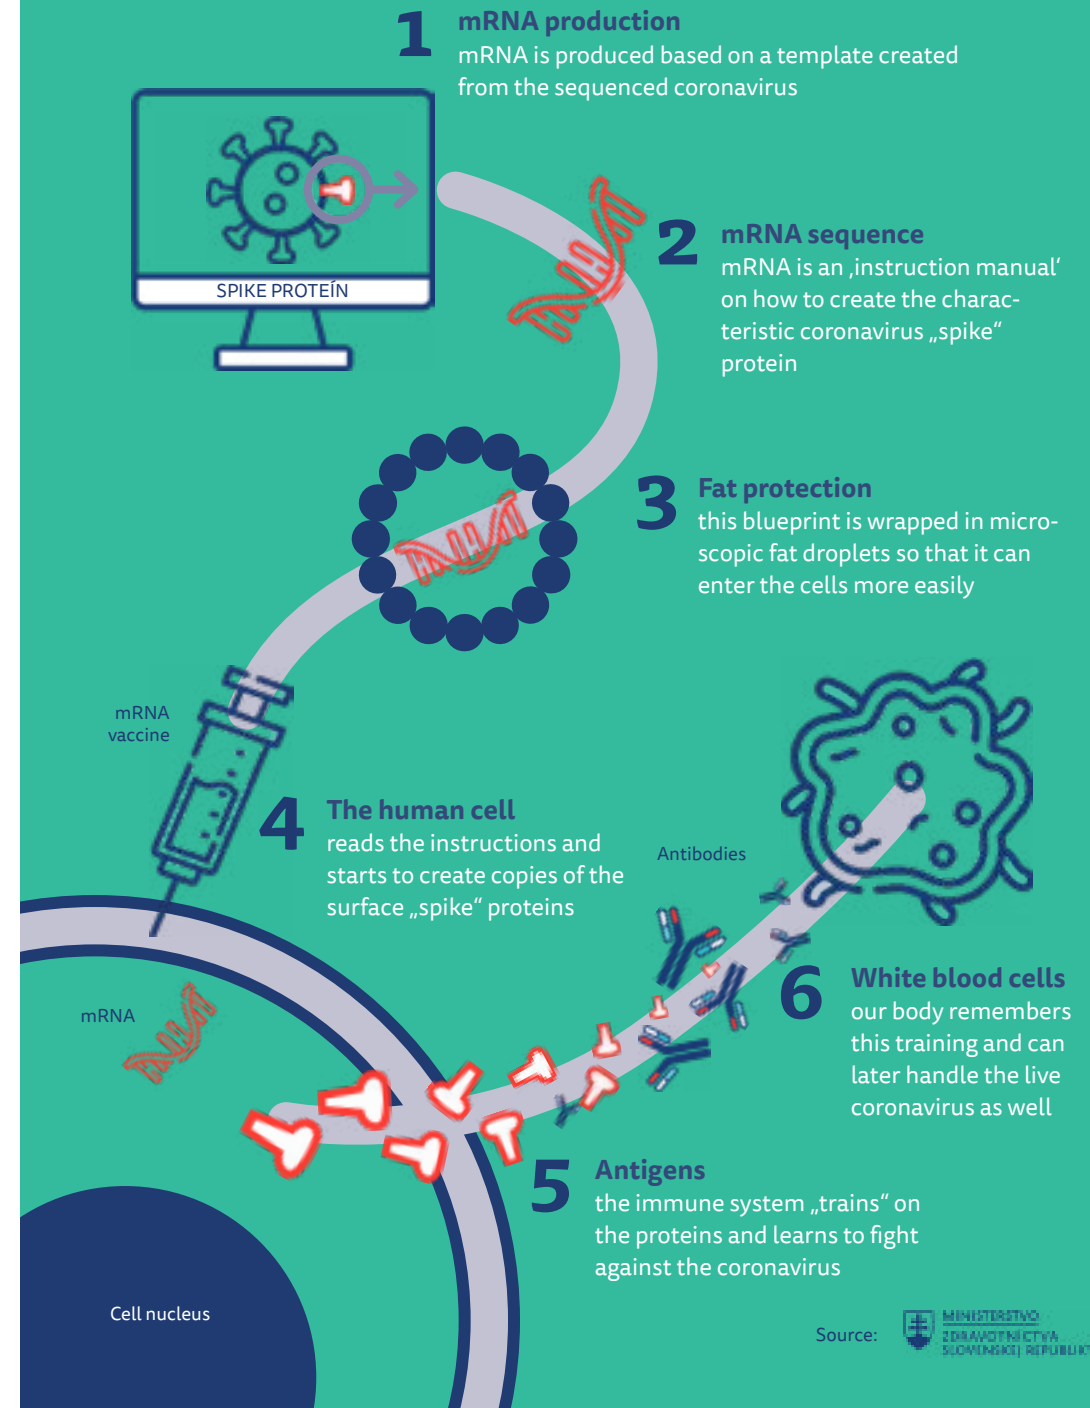 1
mRNA production
mRNA is produced based on a template created
from the sequenced coronavirus
SPIKE PROTEÍN
2
mRNA sequence
mRNA is an ‚instruction manual‘
on how to create the charac-
teristic coronavirus „spike“
protein
3
Fat protection
this blueprint is wrapped in micro-
scopic fat droplets so that it can
enter the cells more easily
mRNA
vaccine
4
The human cell
reads the instructions and
starts to create copies of the
surface „spike“ proteins
Antibodies
6
White blood cells
our body remembers
this training and can
later handle the live
coronavirus as well
mRNA
5
Antigens
the immune system „trains“ on
the proteins and learns to fight
against the coronavirus
Cell nucleus
Source:
MINISTERSTVO
ZDRAVOTNÍCTVA
SLOVENSKEJ REPUBLIKY